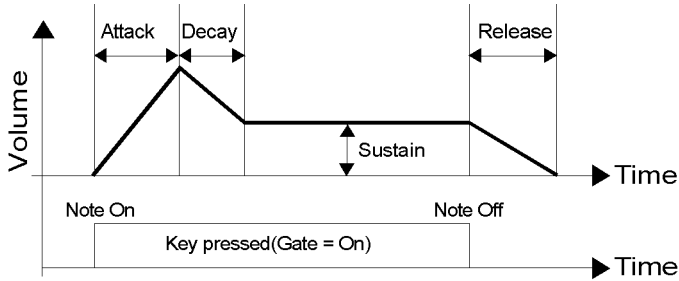 Attack
Decay
Release
Volume
Sustain
Time
Note On
Note Off
Key pressed(Gate = On)
Time